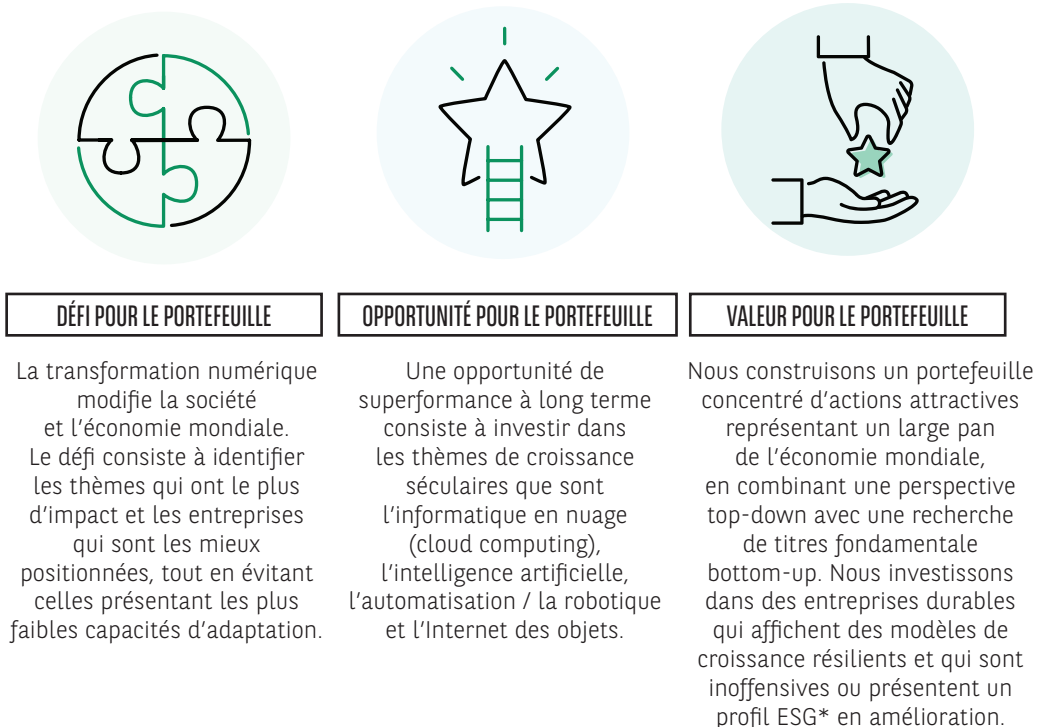 DÉFI POUR LE PORTEFEUILLE
La transformation numérique
modifie la société
et l'économie mondiale.
Le défi consiste à identifier
les thèmes qui ont le plus
d'impact et les entreprises
qui sont les mieux
positionnées, tout en évitant
celles présentant les plus
faibles capacités d'adaptation.
OPPORTUNITÉ POUR LE PORTEFEUILLE
Une opportunité de
superformance à long terme
consiste à investir dans
les thèmes de croissance
séculaires que sont
l'informatique en nuage
(cloud computing),
l'intelligence artificielle,
l'automatisation / la robotique
et l'Internet des objets.
VALEUR POUR LE PORTEFEUILLE
Nous construisons un portefeuille
concentré d'actions attractives
représentant un large pan
de l'économie mondiale,
en combinant une perspective
top-down avec une recherche
de titres fondamentale
bottom-up. Nous investissons
dans des entreprises durables
qui affichent des modèles de
croissance résilients et qui sont
inoffensives ou présentent un
profil ESG* en amélioration.